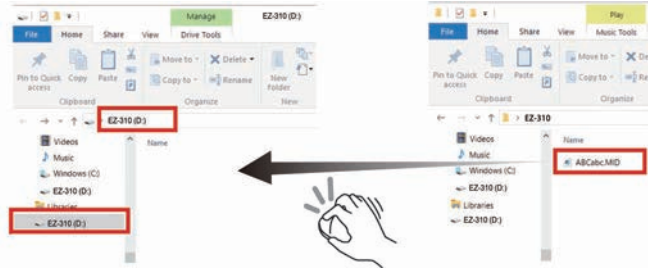 Manage
EZ-310 (D:)
File
Home
Share
View
Drive Tools
Pin to Quick access
Copy
Paste
Move to
Delete
Copy to
Rename
New folder
Clipboard
Organize
New
EZ-310 (D:)
Videos
Music
Windows (C:)
EZ-310 (D:)
Libraries
EZ-310 (D:)
Name
Play
File
Home
Share
View
Music Tools
Pin to Quick access
Copy
Paste
Move to
Copy to
Clipboard
Organize
EZ-310
Videos
Music
Windows (C:)
EZ-310 (D:)
Libraries
EZ-310 (D:)
Name
ABCabc.MID